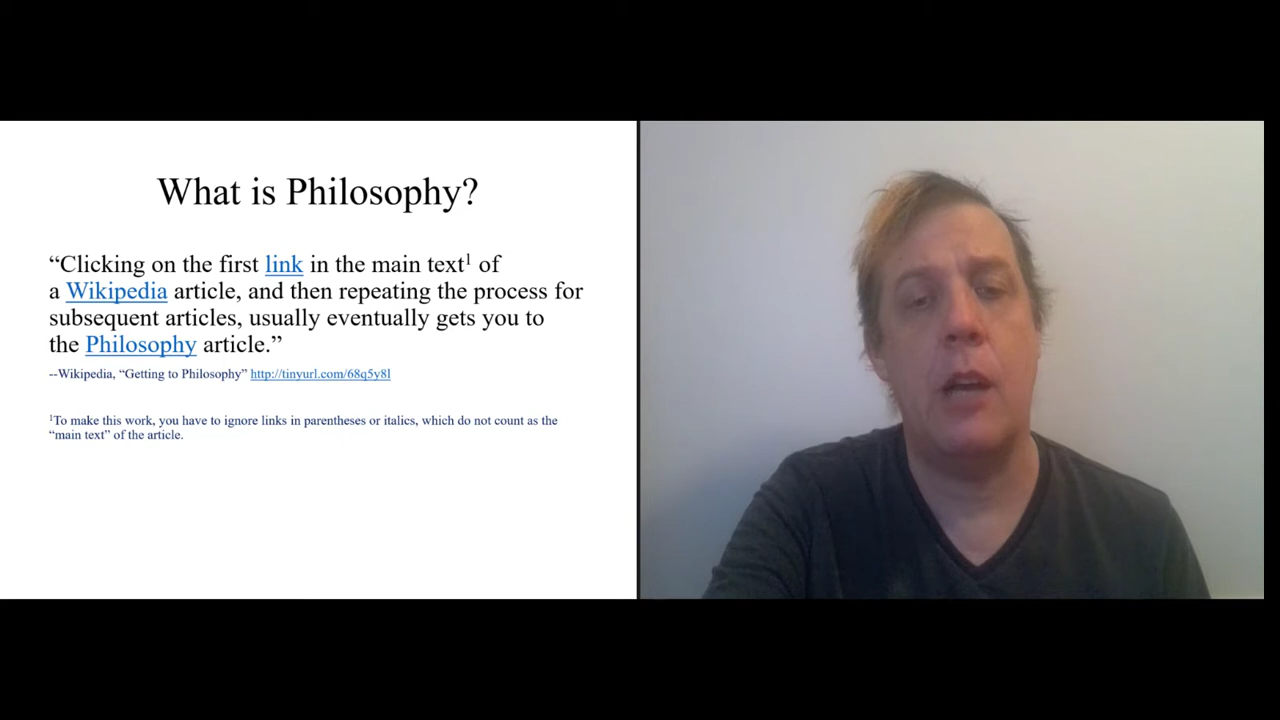 What is Philosophy?
“Clicking on the first link in the main text¹ of
a Wikipedia article, and then repeating the process for
subsequent articles, usually eventually gets you to
the Philosophy article.”
--Wikipedia, “Getting to Philosophy” http://tinyurl.com/68q5y8l
¹To make this work, you have to ignore links in parentheses or italics, which do not count as the
“main text” of the article.